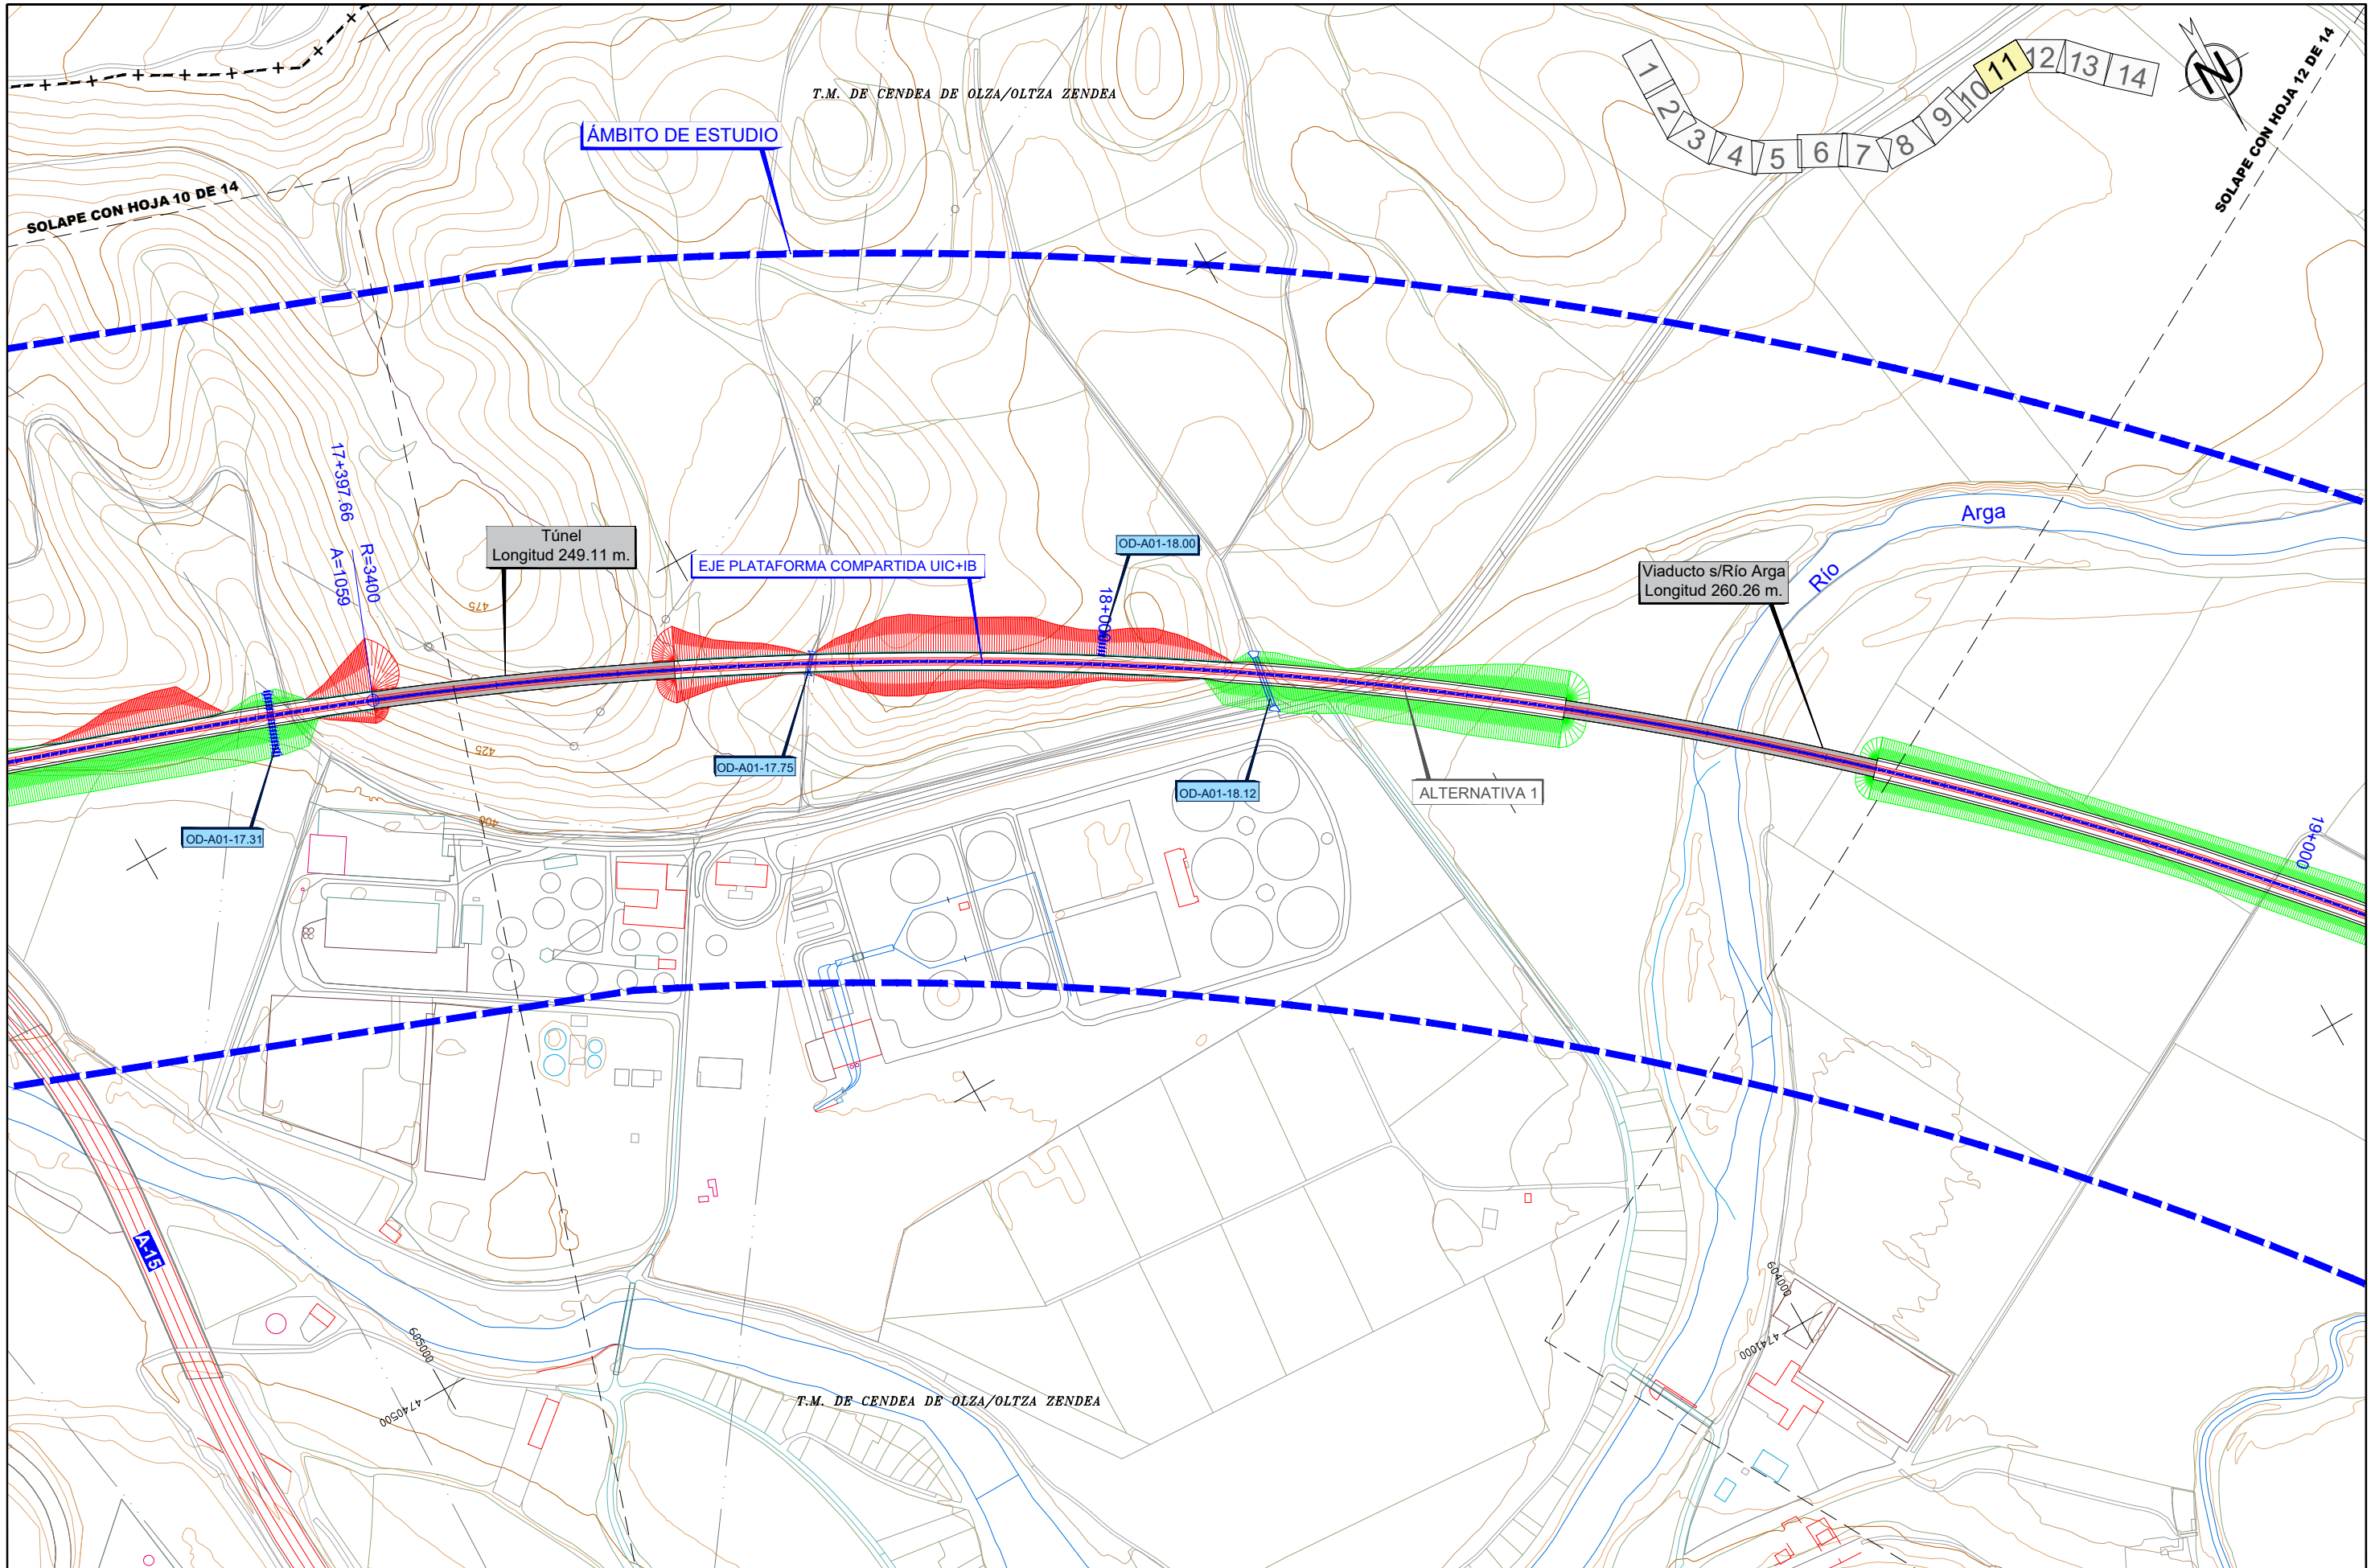 T.M. DE CENDEA DE OLZA/OLTZA ZENDEA
1
2
3
4
5
6
7
8
9
10
11
12
13
14
N
SOLAPE CON HOJA 12 DE 14
ÁMBITO DE ESTUDIO
SOLAPE CON HOJA 10 DE 14
17+397.66
A=1059
R=3400
Túnel
Longitud 249.11 m.
475
EJE PLATAFORMA COMPARTIDA UIC+IB
OD-A01-18.00
18+000
Viaducto s/Río Arga
Longitud 260.26 m.
Río
Arga
425
OD-A01-17.75
OD-A01-18.12
ALTERNATIVA 1
OD-A01-17.31
400
19+000
A-15
605000
4740500
T.M. DE CENDEA DE OLZA/OLTZA ZENDEA
604000
4741000